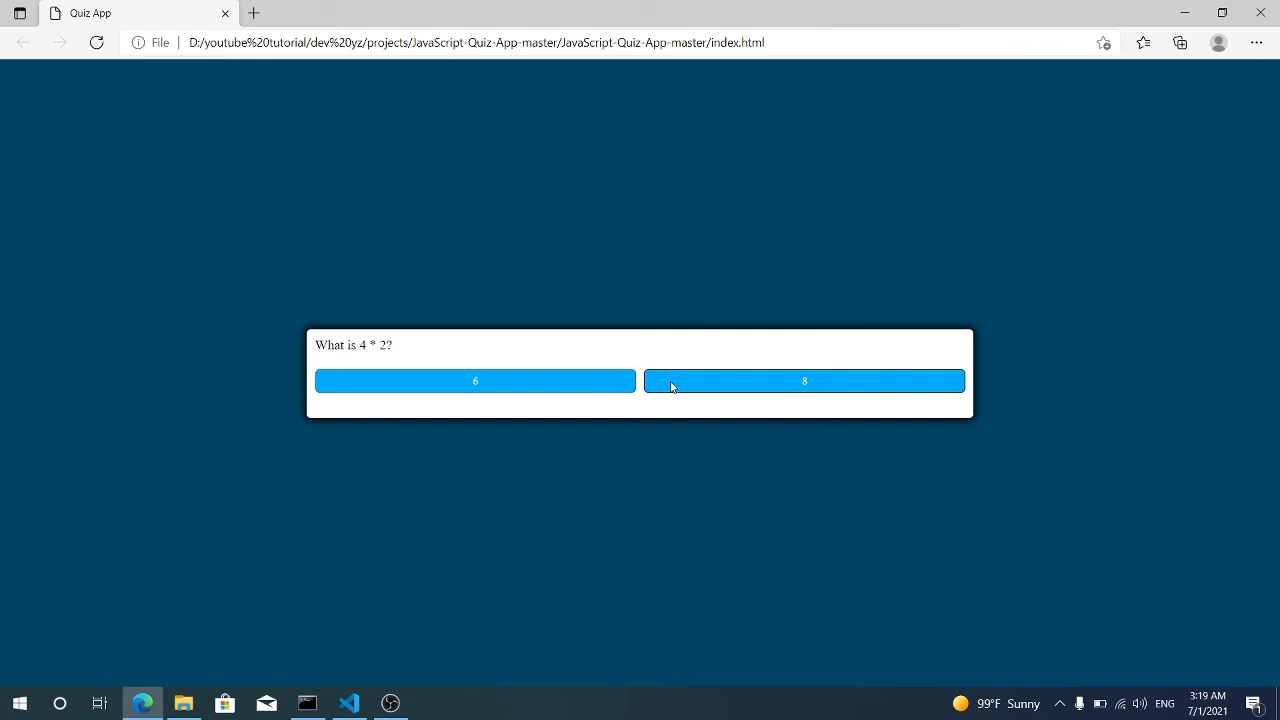 Quiz App
File
D:/youtube%20tutorial/dev%20yz/projects/JavaScript-Quiz-App-master/JavaScript-Quiz-App-master/index.html
What is 4 * 2?
6 8
99°F Sunny
ENG
3:19 AM
7/1/2021
1